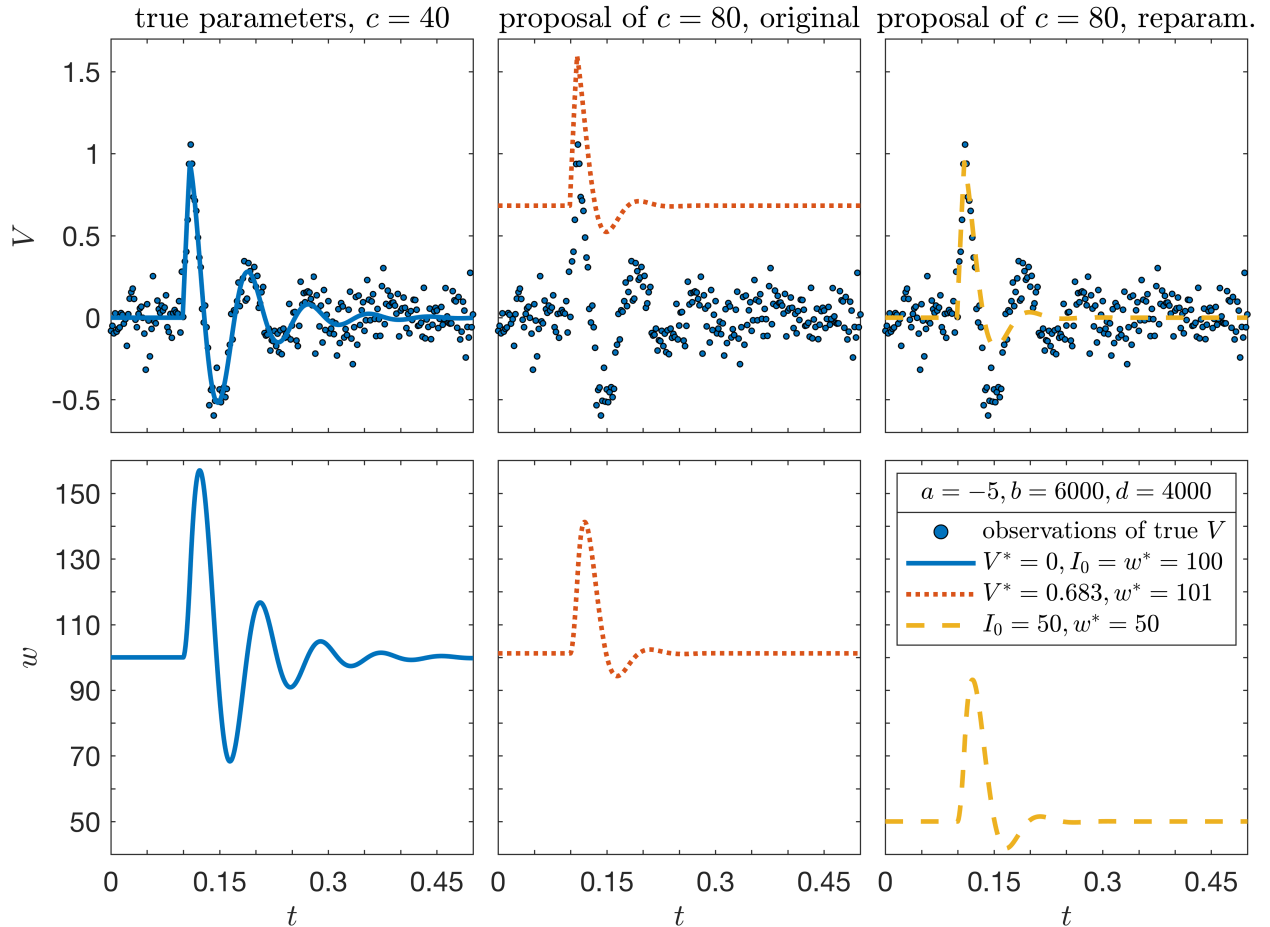 true parameters, c = 40
proposal of c = 80, original
proposal of c = 80, reparam.
V
1.5
1
0.5
0
-0.5
w
150
130
110
90
70
50
a = −5, b = 6000, d = 4000
observations of true V
V* = 0, I₀ = w* = 100
V* = 0.683, w* = 101
I₀ = 50, w* = 50
0 0.15 0.3 0.45
0 0.15 0.3 0.45
0 0.15 0.3 0.45
t
t
t